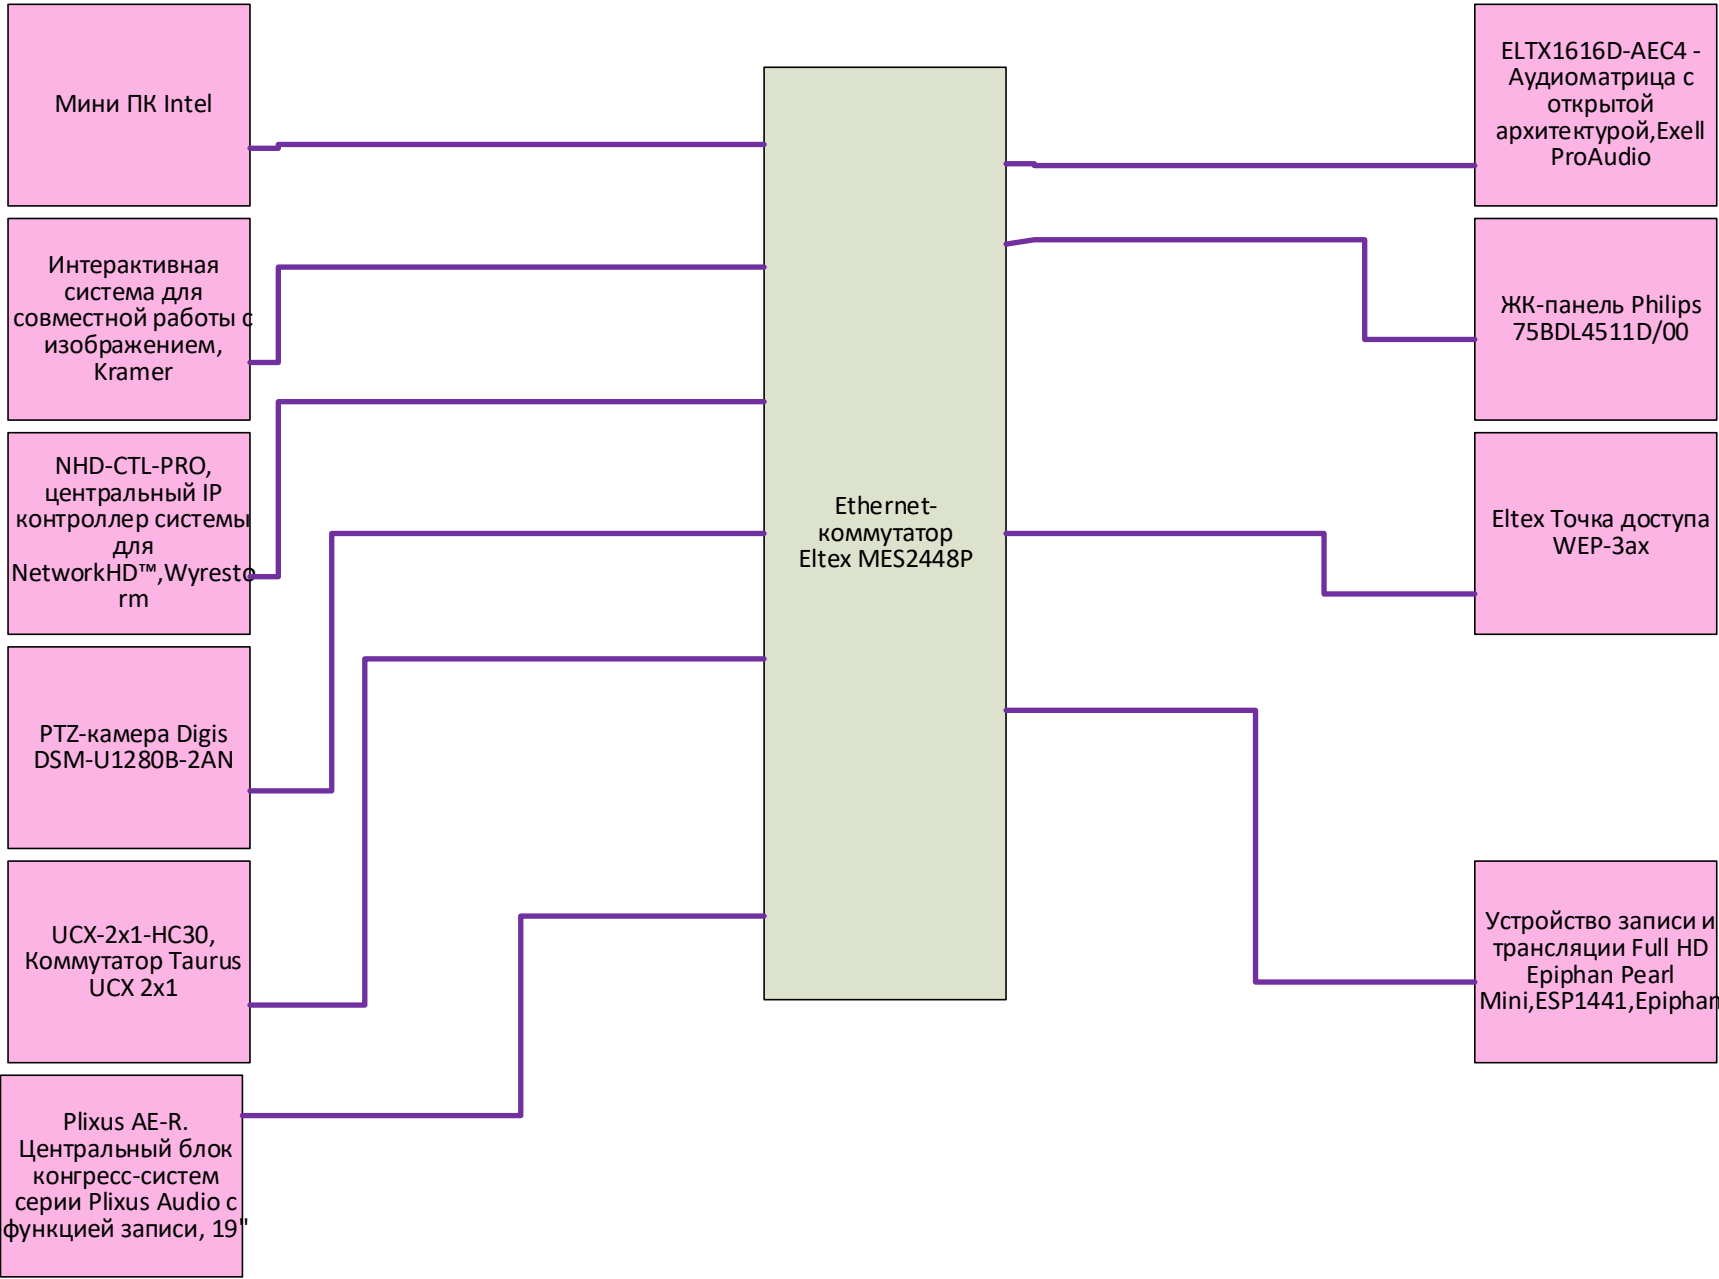 Мини ПК Intel
Интерактивная
система для
совместной работы с
изображением,
Kramer
NHD-CTL-PRO,
центральный IP
контроллер системы
для
NetworkHD™,Wyresto
rm
PTZ-камера Digis
DSM-U1280B-2AN
UCX-2x1-HC30,
Коммутатор Taurus
UCX 2x1
Plixus AE-R.
Центральный блок
конгресс-систем
серии Plixus Audio с
функцией записи, 19"
Ethernet-
коммутатор
Eltex MES2448P
ELTX1616D-AEC4 -
Аудиоматрица с
открытой
архитектурой,Exell
ProAudio
ЖК-панель Philips
75BDL4511D/00
Eltex Точка доступа
WEP-3ax
Устройство записи и
трансляции Full HD
Epiphan Pearl
Mini,ESP1441,Epiphan